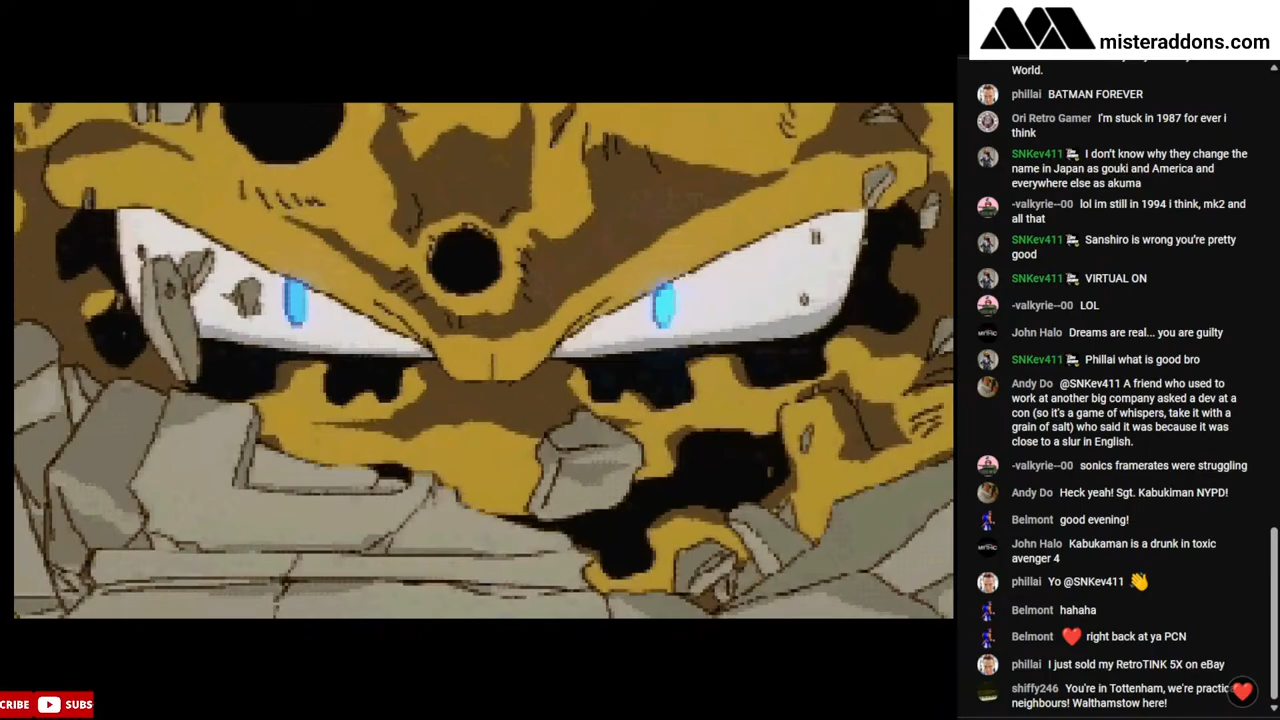 misteraddons.com
World.
phillai BATMAN FOREVER
Ori Retro Gamer I'm stuck in 1987 for ever i
think
SNKev411 I don't know why they change the
name in Japan as gouki and America and
everywhere else as akuma
-valkyrie--00 lol im still in 1994 i think, mk2 and
all that
SNKev411 Sanshiro is wrong you're pretty
good
SNKev411 VIRTUAL ON
-valkyrie--00 LOL
John Halo Dreams are real... you are guilty
SNKev411 Phillai what is good bro
Andy Do @SNKev411 A friend who used to
work at another big company asked a dev at a
con (so it's a game of whispers, take it with a
grain of salt) who said it was because it was
close to a slur in English.
-valkyrie--00 sonics framerates were struggling
Andy Do Heck yeah! Sgt. Kabukiman NYPD!
Belmont good evening!
John Halo Kabukaman is a drunk in toxic
avenger 4
phillai Yo @SNKev411 👋
Belmont hahaha
Belmont ❤️ right back at ya PCN
phillai I just sold my RetroTINK 5X on eBay
shiffy246 You're in Tottenham, we're practic
neighbours! Walthamstow here!
CRIBE SUBS